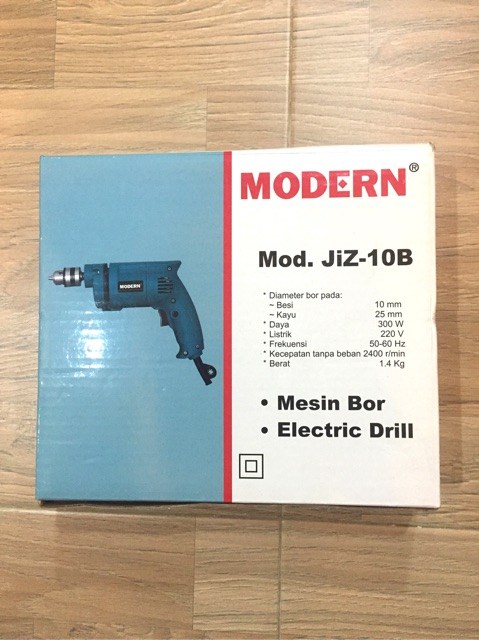 MODERN®
Mod. JiZ-10B
MODERN
* Diameter bor pada:
~ Besi 10 mm
~ Kayu 25 mm
* Daya 300 W
* Listrik 220 V
* Frekuensi 50-60 Hz
* Kecepatan tanpa beban 2400 r/min
* Berat 1.4 Kg
• Mesin Bor
• Electric Drill